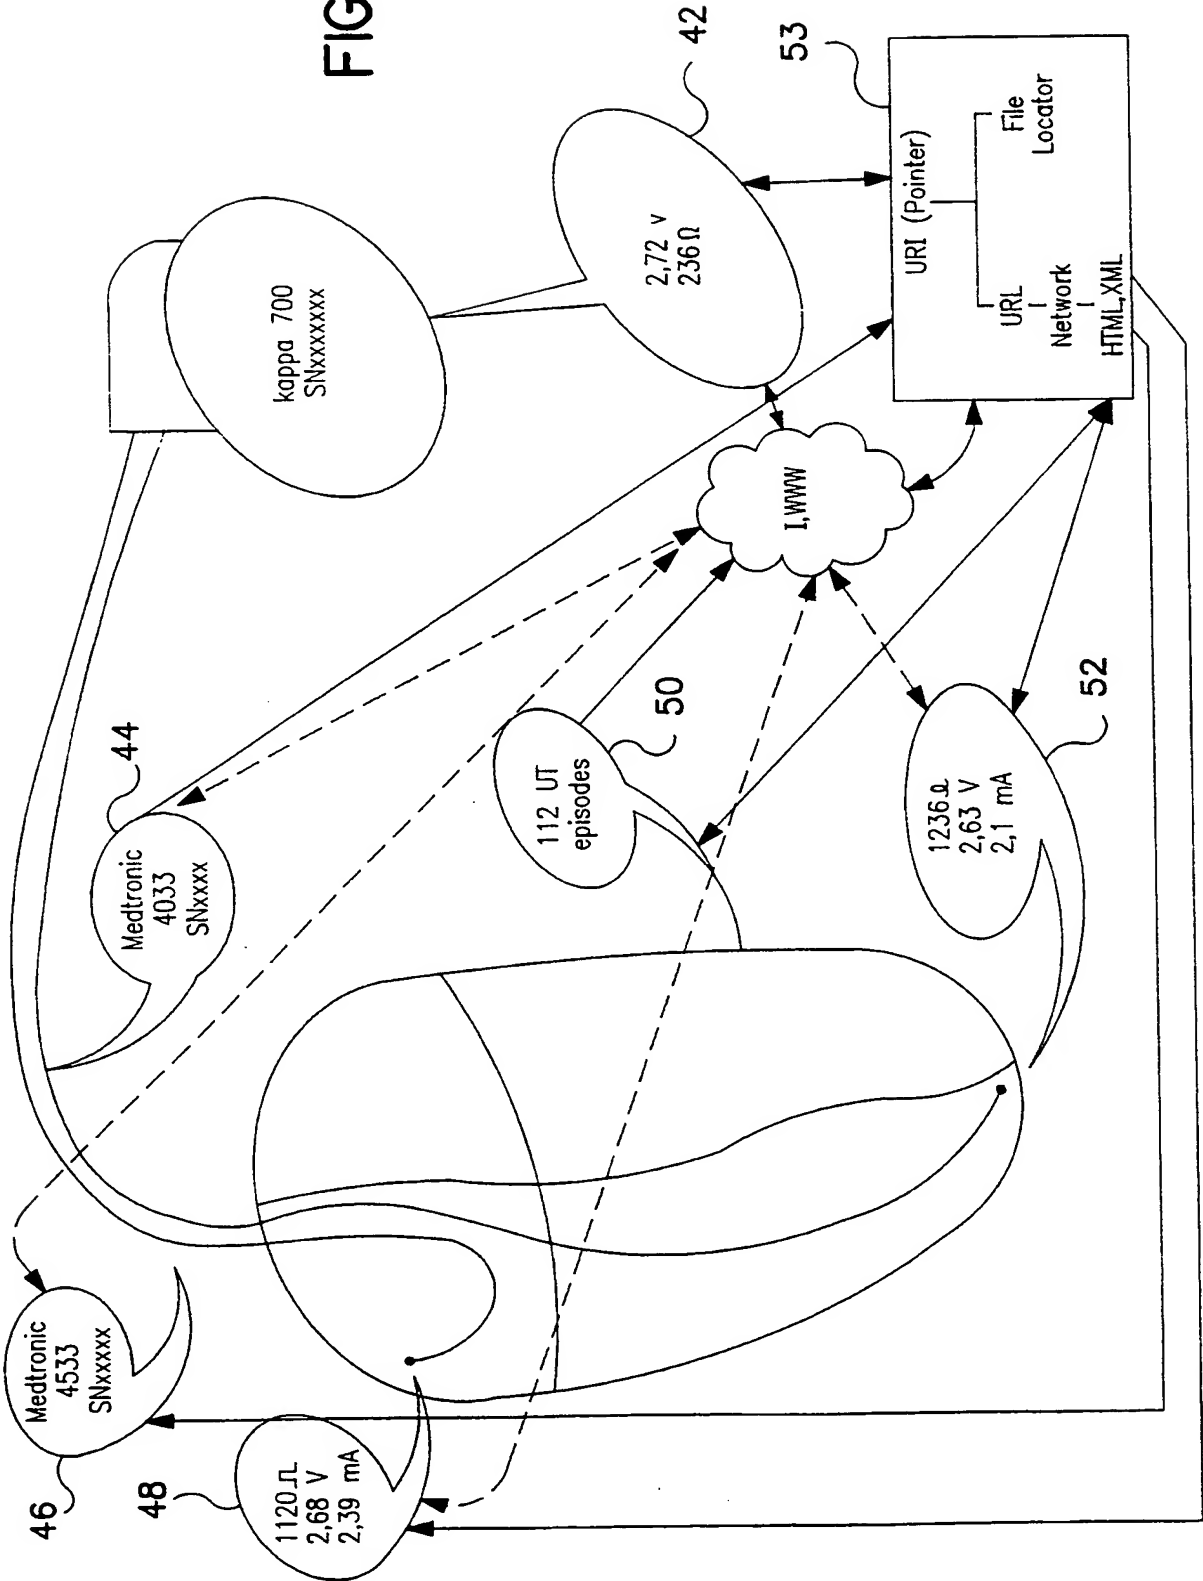 FIG
46
Medtronic
4533
SNxxxxx
48
1120Ω
2,68 V
2,39 mA
44
Medtronic
4033
SNxxxx
kappa 700
SNxxxxxxx
42
2,72 v
236Ω
50
112 UT
episodes
I,WWW
52
1236Ω
2,63 V
2,1 mA
53
URI (Pointer)
URL
Network
HTML,XML
File
Locator